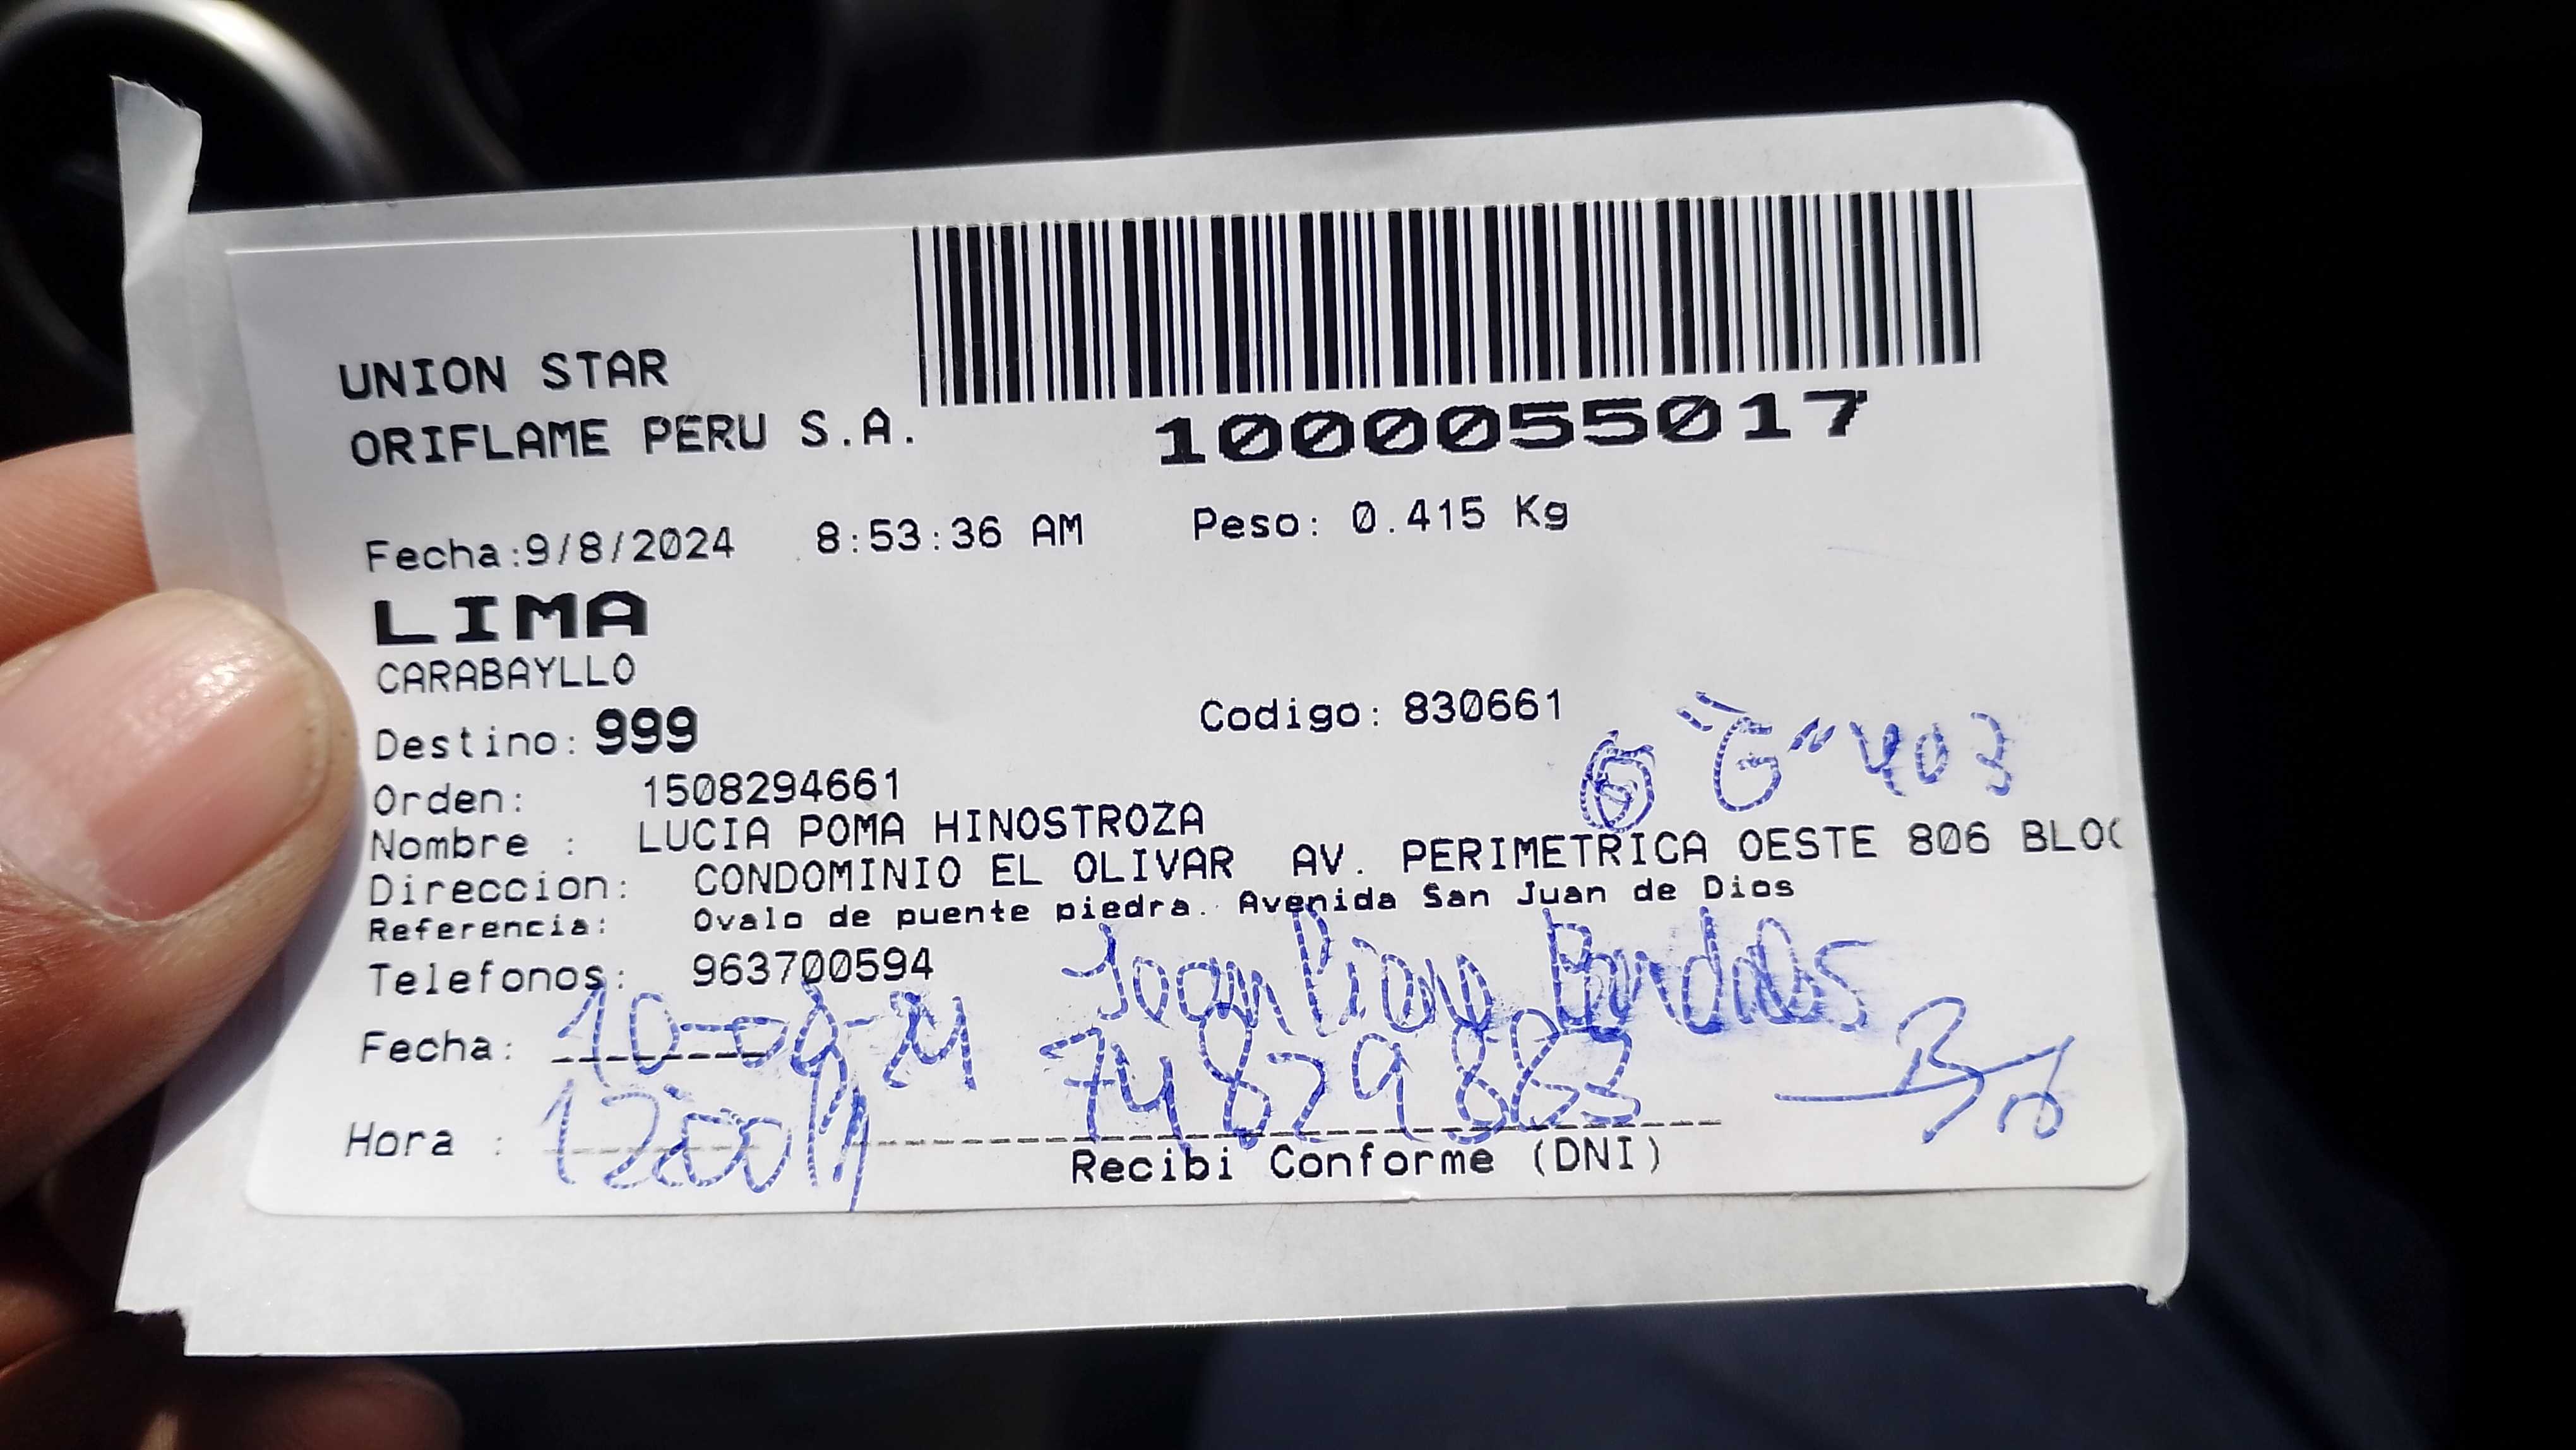 UNION STAR
ORIFLAME PERU S.A.
1000055017
Fecha:9/8/2024 8:53:36 AM Peso: 0.415 Kg
LIMA
CARABAYLLO
Destino: 999 Codigo: 830661
"G" 403
Orden: 1508294661
Nombre : LUCIA POMA HINOSTROZA
Direccion: CONDOMINIO EL OLIVAR AV. PERIMETRICA OESTE 806 BLOC
Referencia: Ovalo de puente piedra. Avenida San Juan de Dios
Telefonos: 963700594
Fecha: 10-08-24
74829883
Hora :
Recibi Conforme (DNI)